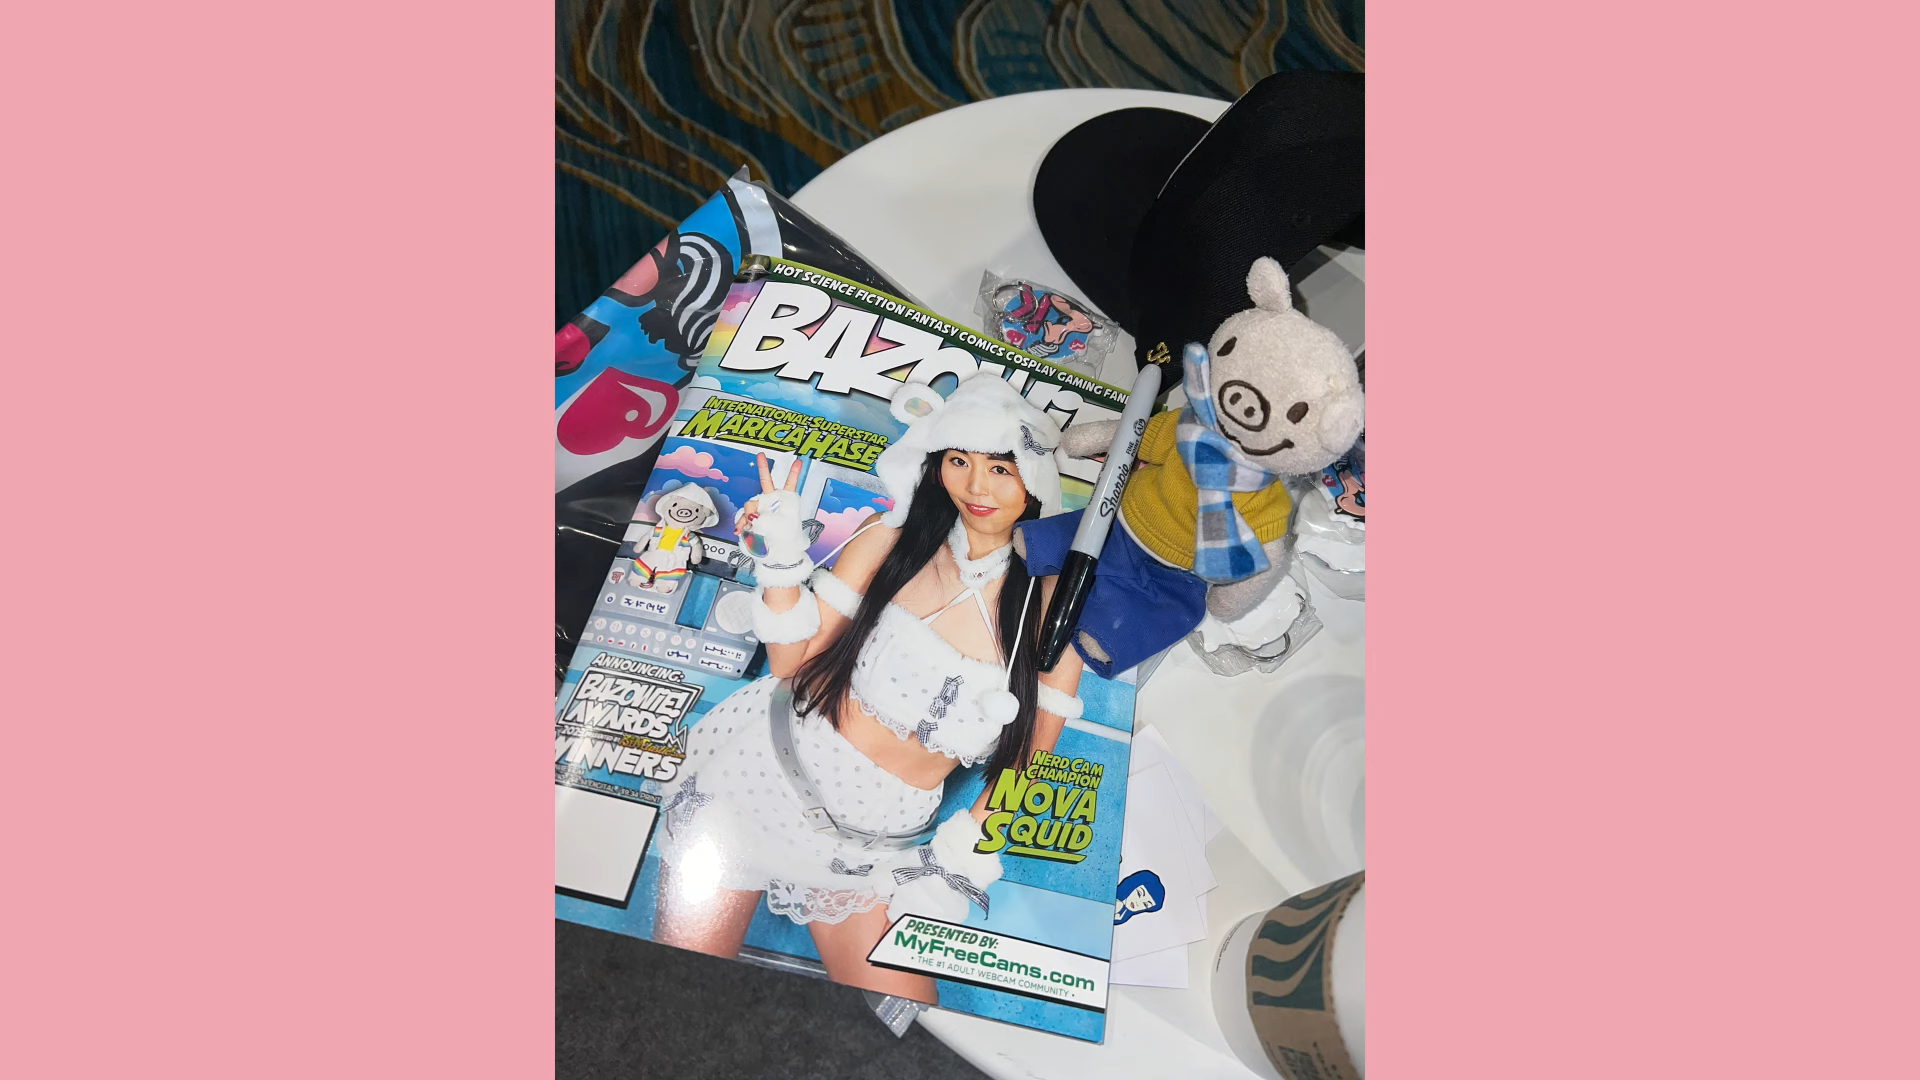 HOT SCIENCE FICTION FANTASY COMICS COSPLAY GAMING
BAZOWIE!
INTERNATIONAL SUPERSTAR
MARICA HASE
Sharpie
FINE
ANNOUNCING:
BAZOWIE!
AWARDS
WINNERS
NERD CAM
CHAMPION
NOVA
SQUID
PRESENTED BY:
MyFreeCams.com
• THE #1 ADULT WEBCAM COMMUNITY •